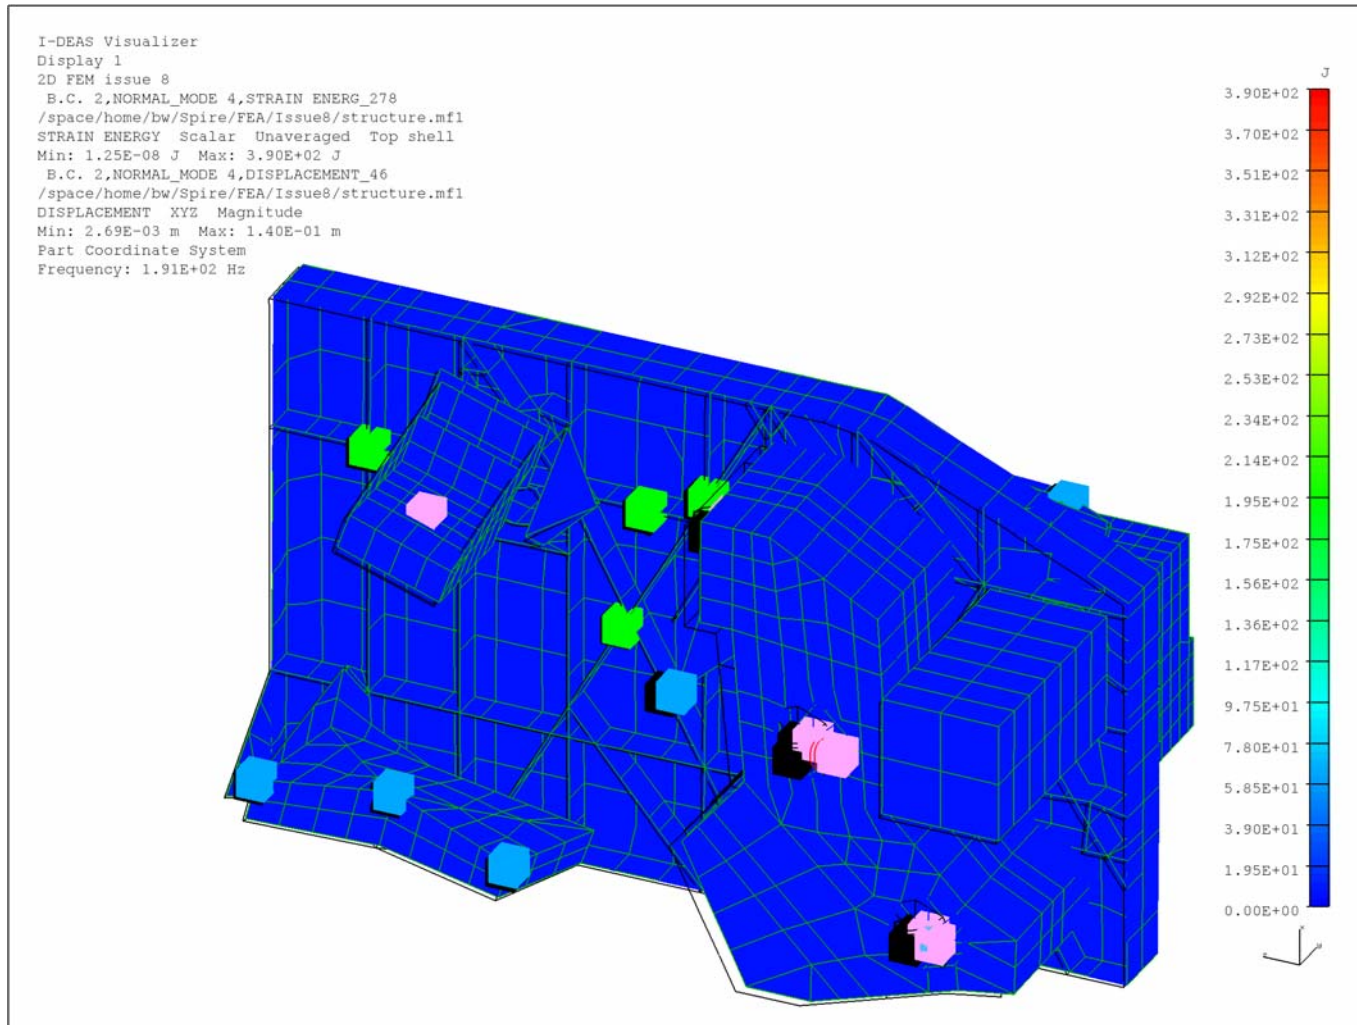 I-DEAS Visualizer
Display 1
2D FEM issue 8
B.C. 2,NORMAL_MODE 4,STRAIN ENERG_278
/space/home/bw/Spire/FEA/Issue8/structure.mf1
STRAIN ENERGY Scalar Unaveraged Top shell
Min: 1.25E-08 J Max: 3.90E+02 J
B.C. 2,NORMAL_MODE 4,DISPLACEMENT_46
/space/home/bw/Spire/FEA/Issue8/structure.mf1
DISPLACEMENT XYZ Magnitude
Min: 2.69E-03 m Max: 1.40E-01 m
Part Coordinate System
Frequency: 1.91E+02 Hz
J
3.90E+02
3.70E+02
3.51E+02
3.31E+02
3.12E+02
2.92E+02
2.73E+02
2.53E+02
2.34E+02
2.14E+02
1.95E+02
1.75E+02
1.56E+02
1.36E+02
1.17E+02
9.75E+01
7.80E+01
5.85E+01
3.90E+01
1.95E+01
0.00E+00